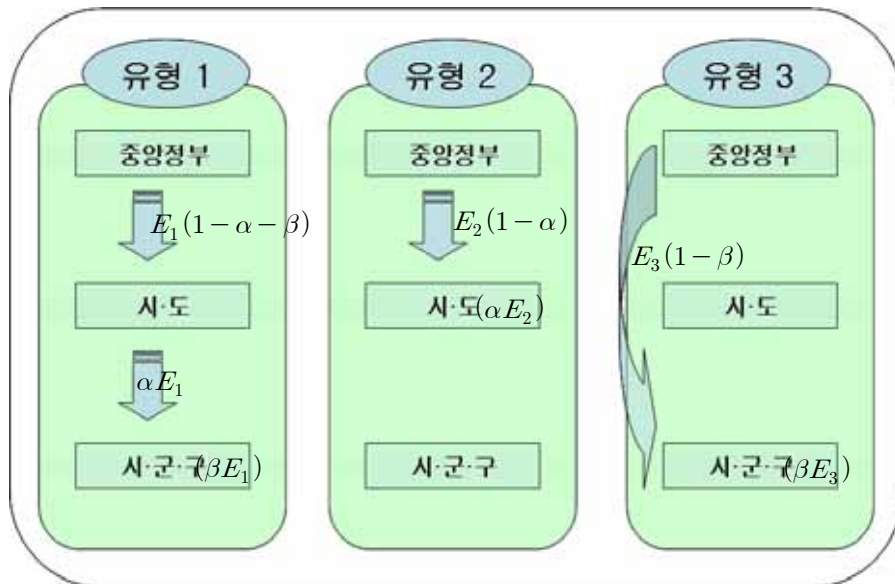 유형 1
중앙정부
E₁(1−α−β)
시·도
αE₁
시·군·구(βE₁)
유형 2
중앙정부
E₂(1−α)
시·도(αE₂)
시·군·구
유형 3
중앙정부
E₃(1−β)
시·도
시·군·구(βE₃)